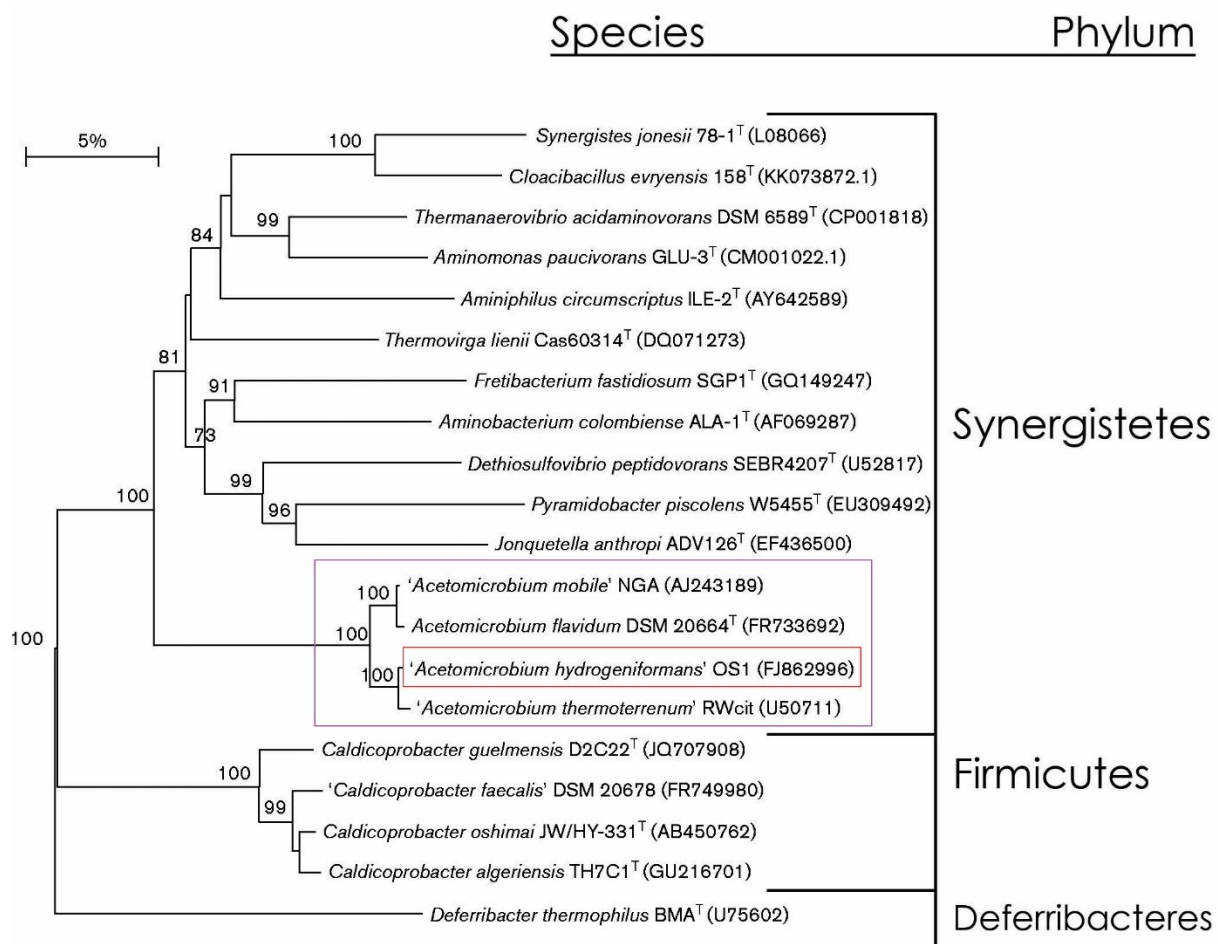 Species Phylum
5%
100 Synergistes jonesii 78-1ᵀ (L08066)
Cloacibacillus evryensis 158ᵀ (KK073872.1)
99 Thermanaerovibrio acidaminovorans DSM 6589ᵀ (CP001818)
84
Aminomonas paucivorans GLU-3ᵀ (CM001022.1)
Aminiphilus circumscriptus ILE-2ᵀ (AY642589)
Thermovirga lienii Cas60314ᵀ (DQ071273)
81
91 Fretibacterium fastidiosum SGP1ᵀ (GQ149247)
Aminobacterium colombiense ALA-1ᵀ (AF069287)
Synergistetes
73
Dethiosulfovibrio peptidovorans SEBR4207ᵀ (U52817)
99
100
96 Pyramidobacter piscolens W5455ᵀ (EU309492)
Jonquetella anthropi ADV126ᵀ (EF436500)
'Acetomicrobium mobile' NGA (AJ243189)
100
Acetomicrobium flavidum DSM 20664ᵀ (FR733692)
100 100
'Acetomicrobium hydrogeniformans' OS1 (FJ862996)
100
'Acetomicrobium thermoterrenum' RWcit (U50711)
Caldicoprobacter guelmensis D2C22ᵀ (JQ707908)
100 Firmicutes
'Caldicoprobacter faecalis' DSM 20678 (FR749980)
99
Caldicoprobacter oshimai JW/HY-331ᵀ (AB450762)
Caldicoprobacter algeriensis TH7C1ᵀ (GU216701)
Deferribacter thermophilus BMAᵀ (U75602) Deferribacteres